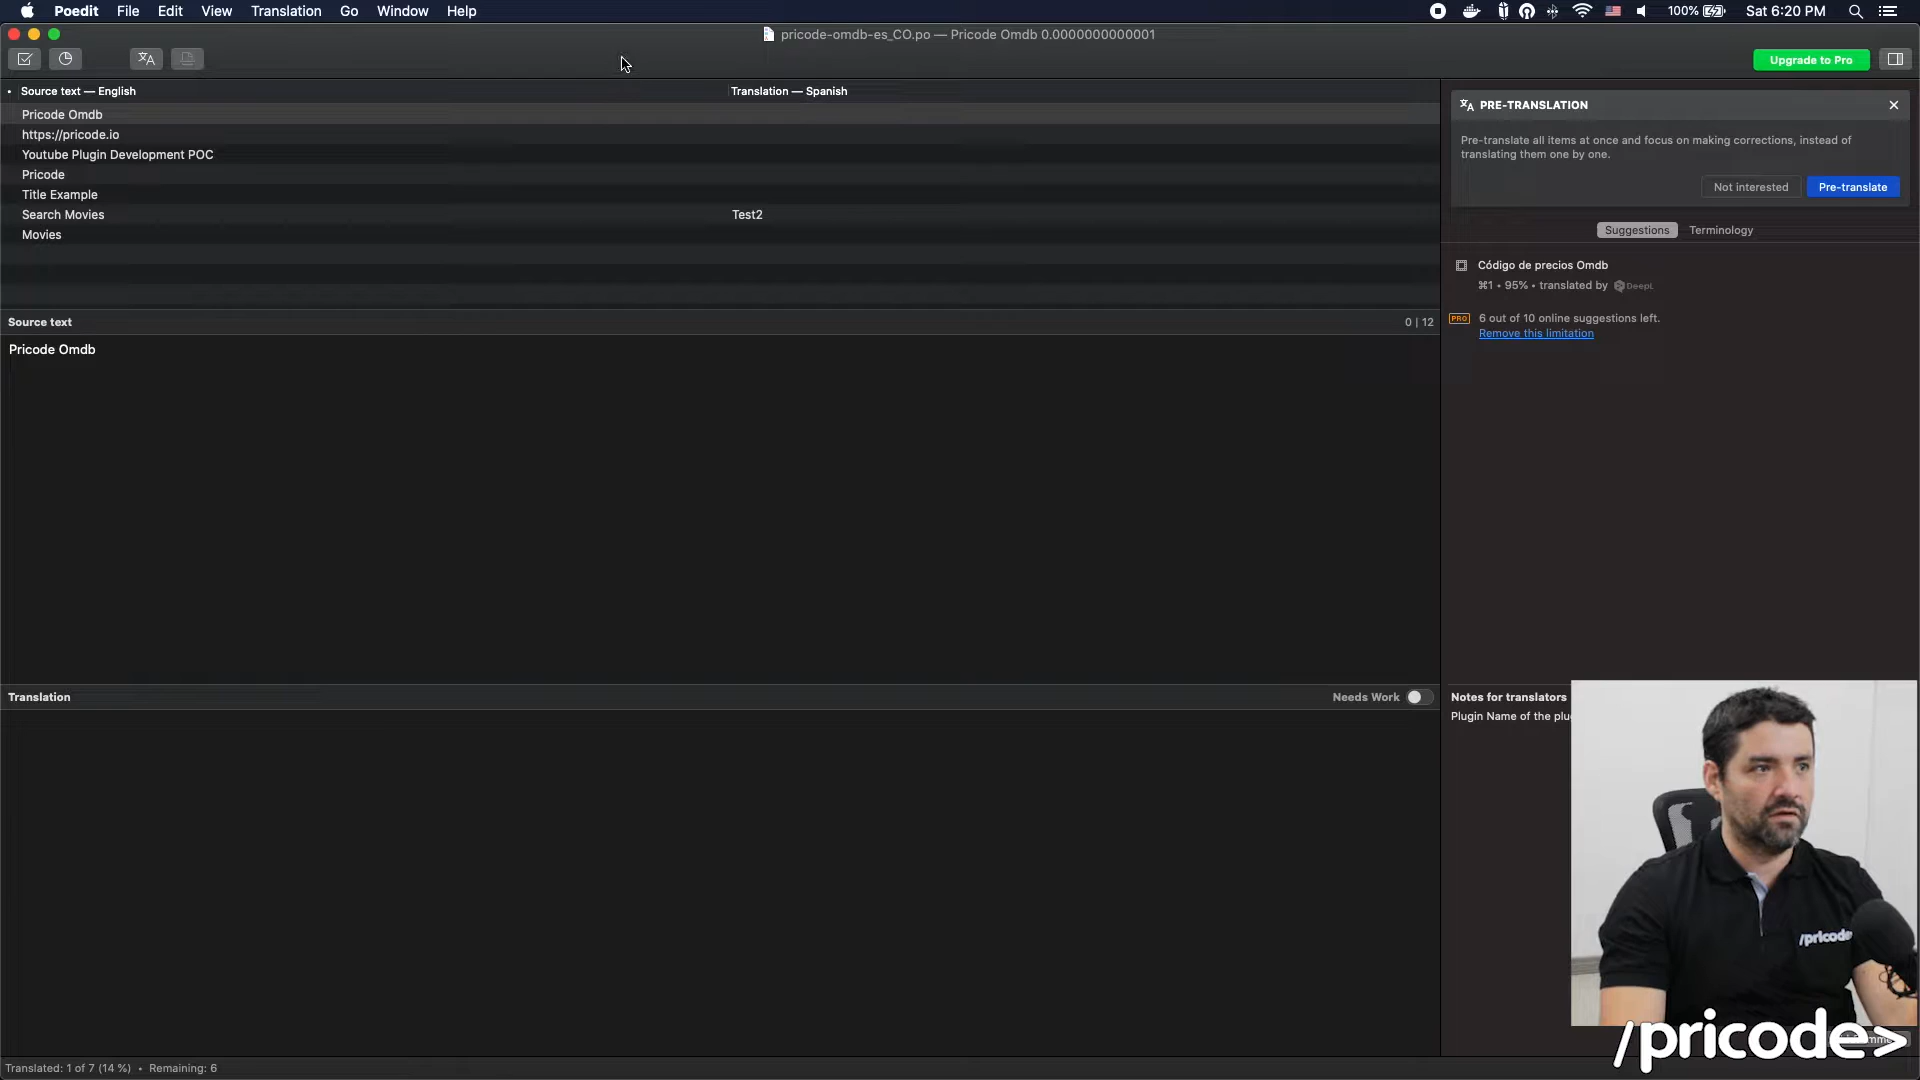 Poedit File Edit View Translation Go Window Help 100% Sat 6:20 PM
pricode-omdb-es_CO.po — Pricode Omdb 0.0000000000001
Upgrade to Pro
Source text — English Translation — Spanish
Pricode Omdb
https://pricode.io
Youtube Plugin Development POC
Pricode
Title Example
Search Movies Test2
Movies
Source text 0 | 12
Pricode Omdb
Translation Needs Work
PRE-TRANSLATION
Pre-translate all items at once and focus on making corrections, instead of
translating them one by one.
Not interested Pre-translate
Suggestions Terminology
Código de precios Omdb
⌘1 • 95% • translated by DeepL
PRO 6 out of 10 online suggestions left.
Remove this limitation
Notes for translators
Plugin Name of the
/pricode>
/pricode>
Translated: 1 of 7 (14 %) • Remaining: 6